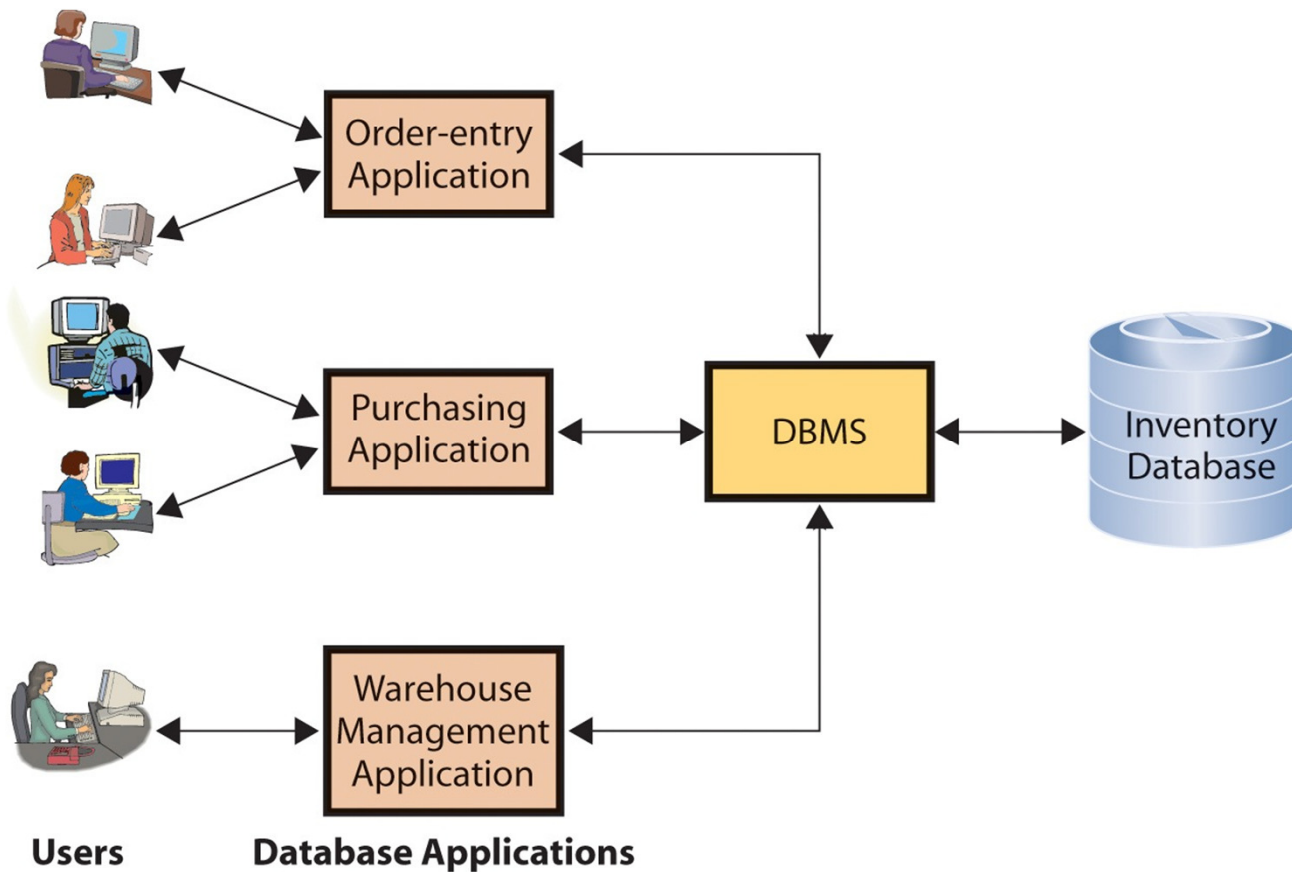 Order-entry
Application
Purchasing
Application
DBMS
Inventory
Database
Warehouse
Management
Application
Users
Database Applications